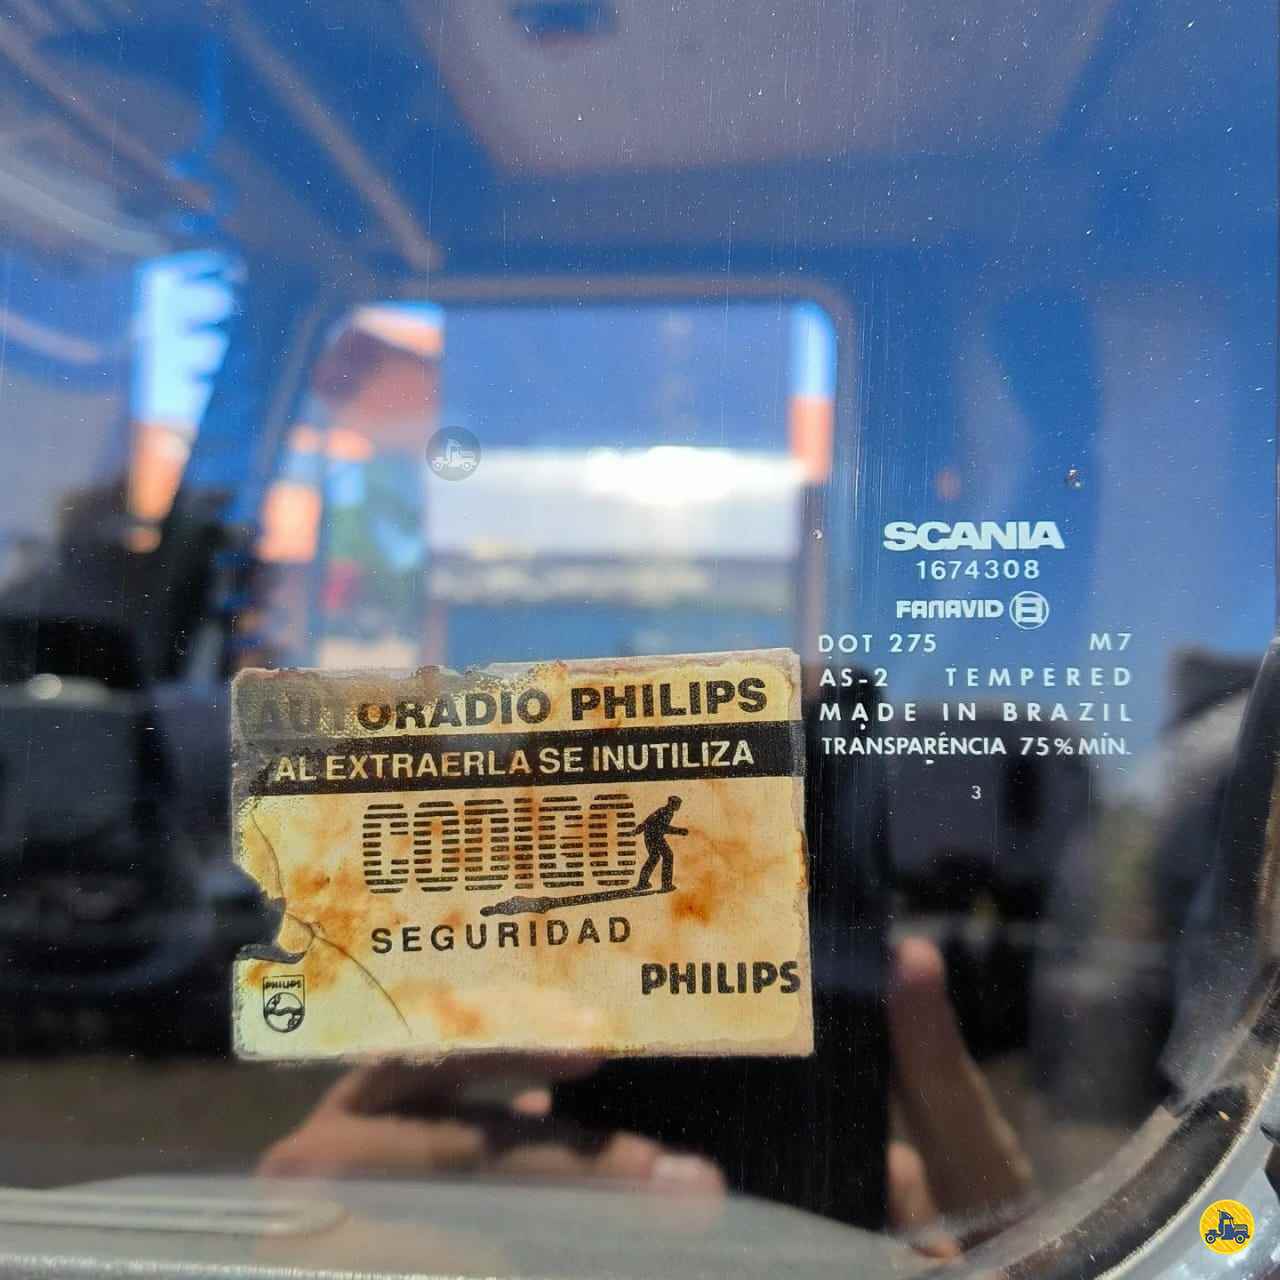 AUTORADIO PHILIPS
AL EXTRAERLA SE INUTILIZA
CODIGO
SEGURIDAD
PHILIPS
PHILIPS
SCANIA
1674308
FANAVID
DOT 275 M7
AS-2 TEMPERED
MADE IN BRAZIL
TRANSPARÊNCIA 75% MÍN.
3